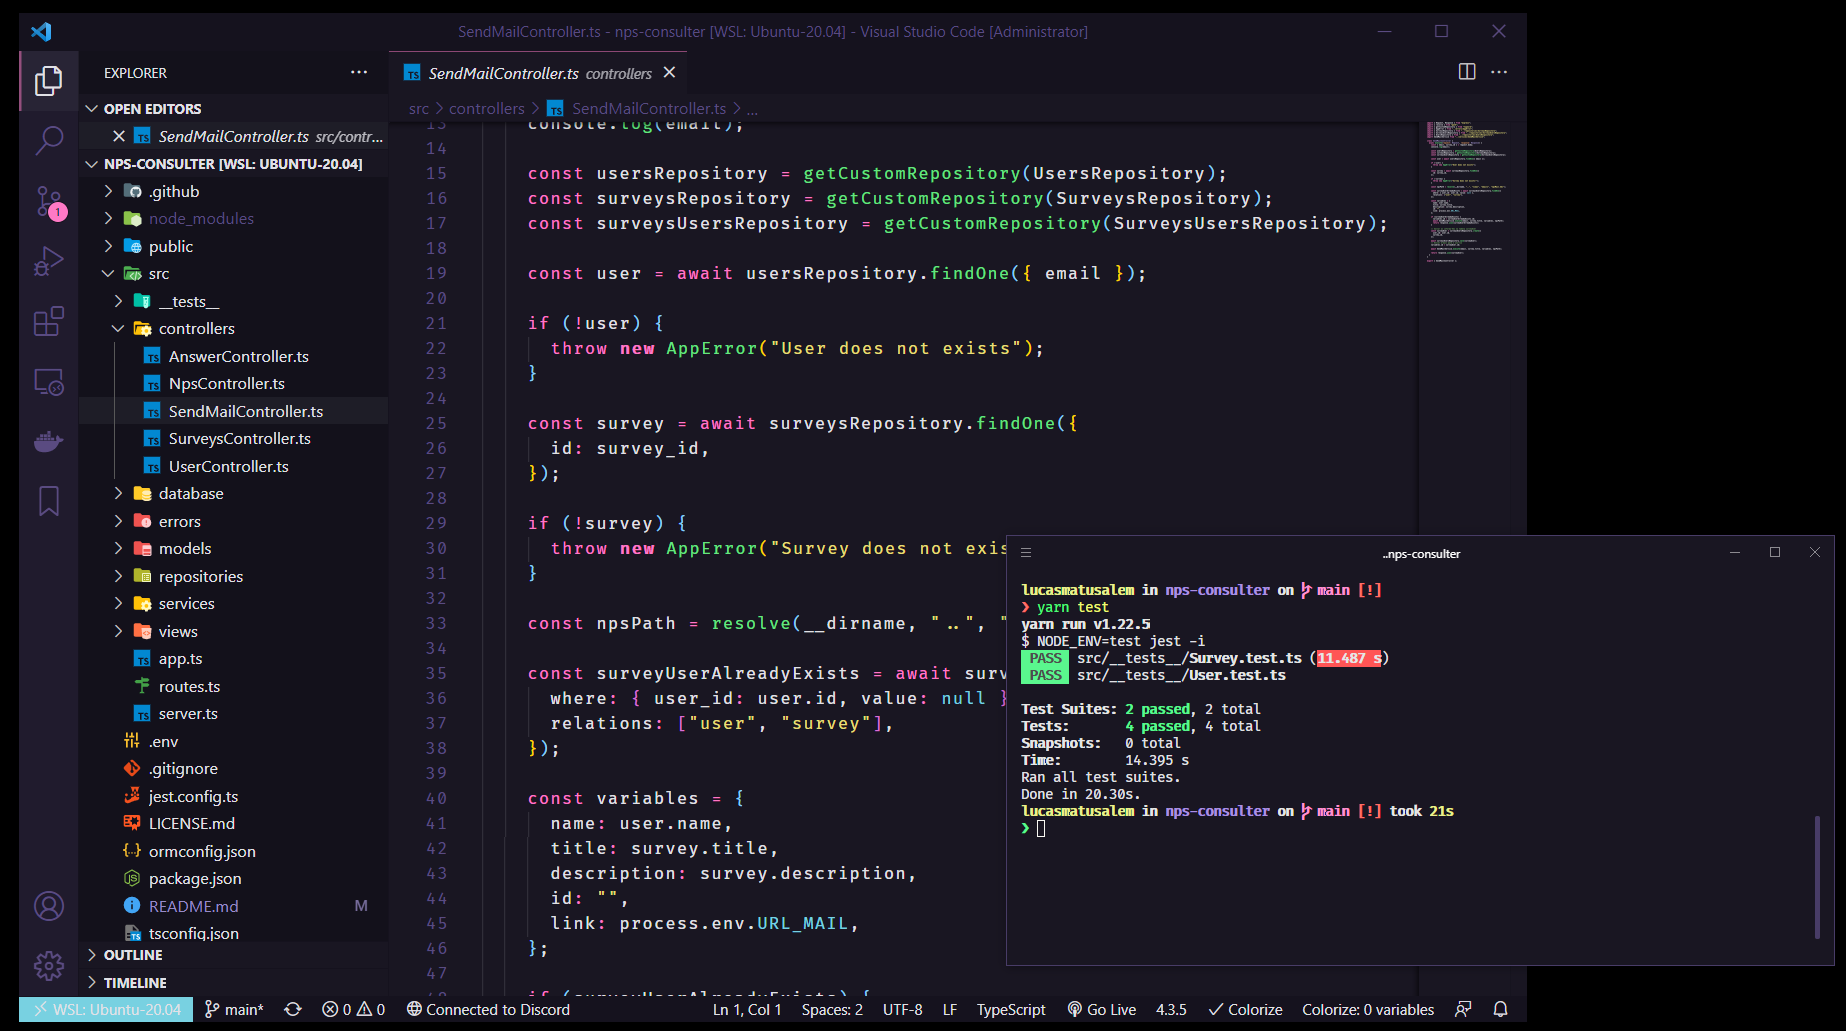 SendMailController.ts - nps-consulter [WSL: Ubuntu-20.04] - Visual Studio Code [Administrator]
EXPLORER
OPEN EDITORS
SendMailController.ts src/contr...
NPS-CONSULTER [WSL: UBUNTU-20.04]
.github
node_modules
public
src
__tests__
controllers
AnswerController.ts
NpsController.ts
SendMailController.ts
SurveysController.ts
UserController.ts
database
errors
models
repositories
services
views
app.ts
routes.ts
server.ts
.env
.gitignore
jest.config.ts
LICENSE.md
ormconfig.json
package.json
README.md M
tsconfig.json
OUTLINE
TIMELINE
1
SendMailController.ts controllers
src > controllers > SendMailController.ts > ...
13 console.log(email);
14
15 const usersRepository = getCustomRepository(UsersRepository);
16 const surveysRepository = getCustomRepository(SurveysRepository);
17 const surveysUsersRepository = getCustomRepository(SurveysUsersRepository);
18
19 const user = await usersRepository.findOne({ email });
20
21 if (!user) {
22 throw new AppError("User does not exists");
23 }
24
25 const survey = await surveysRepository.findOne({
26 id: survey_id,
27 });
28
29 if (!survey) {
30 throw new AppError("Survey does not exis
31 }
32
33 const npsPath = resolve(__dirname, "..", "
34
35 const surveyUserAlreadyExists = await surv
36 where: { user_id: user.id, value: null }
37 relations: ["user", "survey"],
38 });
39
40 const variables = {
41 name: user.name,
42 title: survey.title,
43 description: survey.description,
44 id: "",
45 link: process.env.URL_MAIL,
46 };
47
48 if (surveyUserAlreadyExists) {
..nps-consulter
lucasmatusalem in nps-consulter on main [!]
❯ yarn test
yarn run v1.22.5
$ NODE_ENV=test jest -i
PASS src/__tests__/Survey.test.ts (11.487 s)
PASS src/__tests__/User.test.ts
Test Suites: 2 passed, 2 total
Tests: 4 passed, 4 total
Snapshots: 0 total
Time: 14.395 s
Ran all test suites.
Done in 20.30s.
lucasmatusalem in nps-consulter on main [!] took 21s
❯
WSL: Ubuntu-20.04 main* 0 0 Connected to Discord Ln 1, Col 1 Spaces: 2 UTF-8 LF TypeScript Go Live 4.3.5 Colorize Colorize: 0 variables